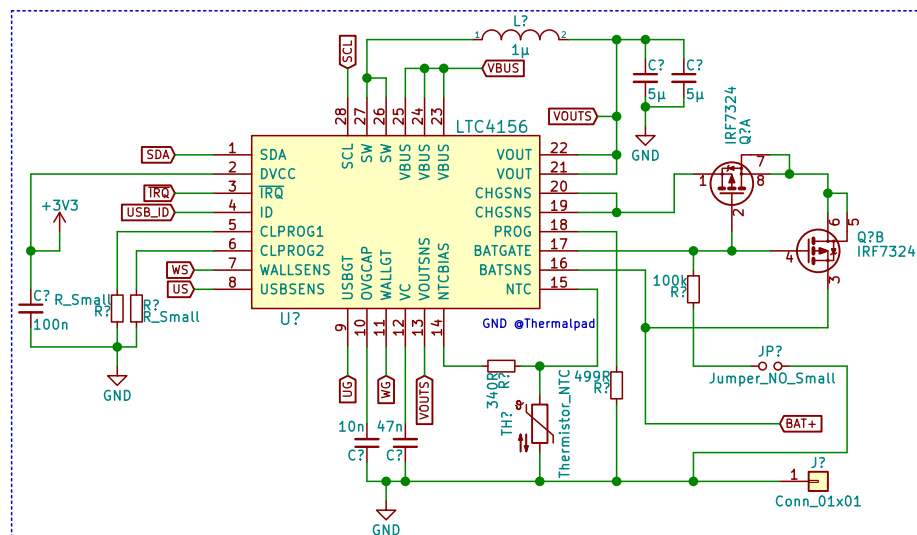 L?
1 2
1µ
SCL
VBUS
C? C?
5µ 5µ
VOUTS
GND
IRF7324
Q?A
LTC4156
28 27 26 25 24 23
SCL SW SW VBUS VBUS VBUS
SDA 1 SDA VOUT 22
2 DVCC VOUT 21
IRQ 3 IRQ CHGSNS 20
USB_ID 4 ID CHGSNS 19
5 CLPROG1 PROG 18
6 CLPROG2 BATGATE 17
WS 7 WALLSENS BATSNS 16
US 8 USBSENS NTC 15
USBGT OVGCAP WALLGT VC VOUTSNS NTCBIAS
9 10 11 12 13 14
U?
GND @Thermalpad
1 7 8
2
6 5
4
3
Q?B
IRF7324
+3V3
C?
100n
R_Small
R?
R?
R_Small
GND
UG
WG
VOUTS
10n 47n
C? C?
GND
340R
R?
TH?
Thermistor_NTC
499R
R?
100k
R?
JP?
Jumper_NO_Small
BAT+
J?
1
Conn_01x01